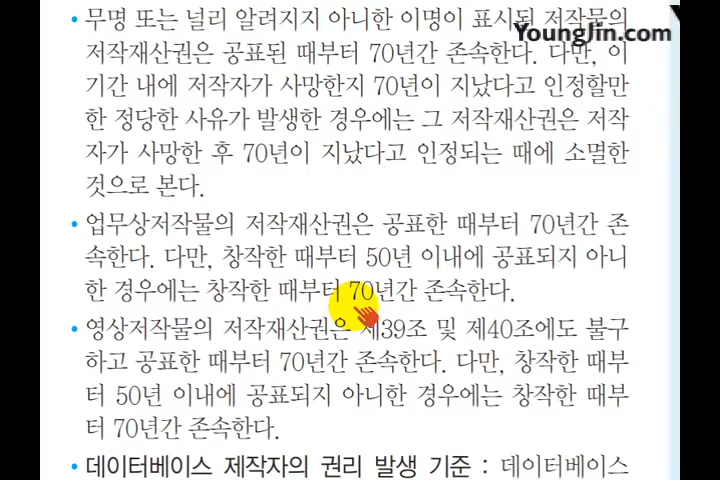 YoungJin.com
• 무명 또는 널리 알려지지 아니한 이명이 표시된 저작물의
저작재산권은 공표된 때부터 70년간 존속한다. 다만, 이
기간 내에 저작자가 사망한지 70년이 지났다고 인정할만
한 정당한 사유가 발생한 경우에는 그 저작재산권은 저작
자가 사망한 후 70년이 지났다고 인정되는 때에 소멸한
것으로 본다.
• 업무상저작물의 저작재산권은 공표한 때부터 70년간 존
속한다. 다만, 창작한 때부터 50년 이내에 공표되지 아니
한 경우에는 창작한 때부터 70년간 존속한다.
• 영상저작물의 저작재산권은 제39조 및 제40조에도 불구
하고 공표한 때부터 70년간 존속한다. 다만, 창작한 때부
터 50년 이내에 공표되지 아니한 경우에는 창작한 때부
터 70년간 존속한다.
• 데이터베이스 제작자의 권리 발생 기준 : 데이터베이스